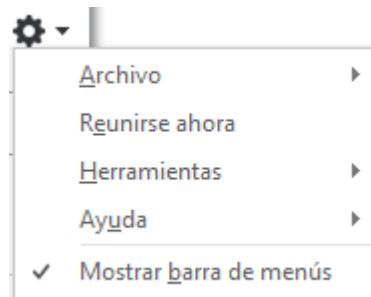 Archivo
Reunirse ahora
Herramientas
Ayuda
Mostrar barra de menús